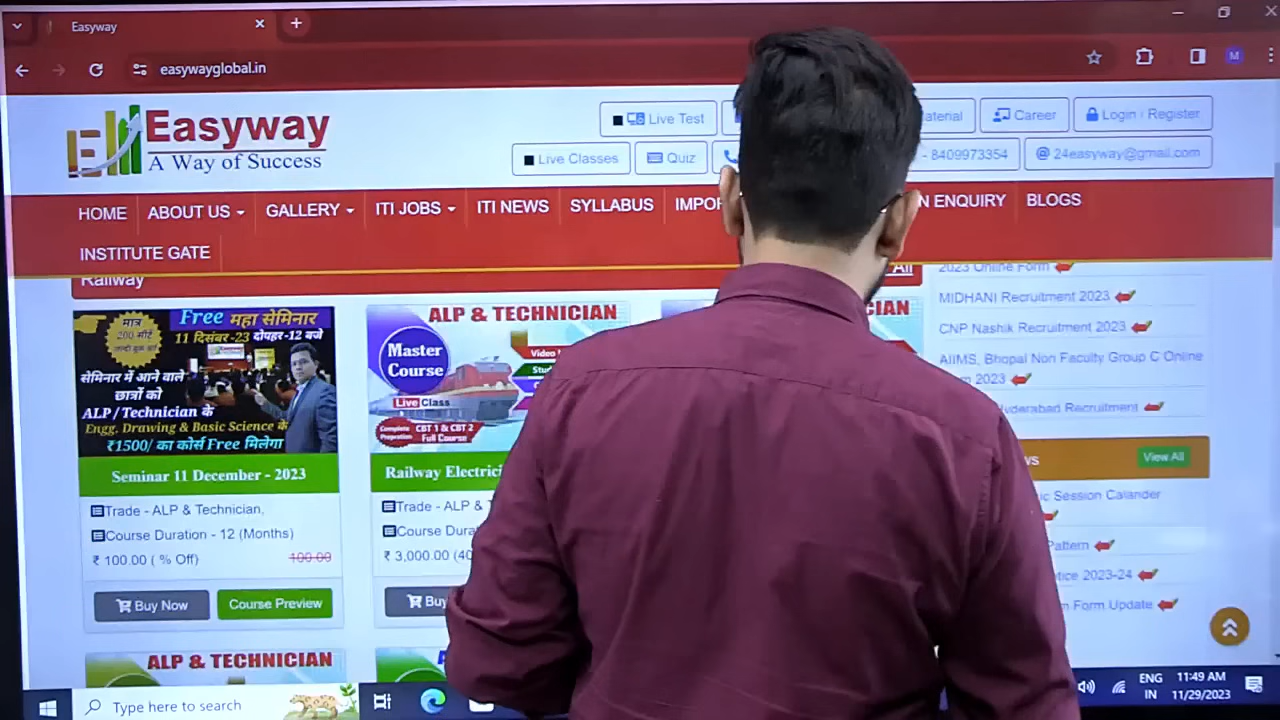 Easyway
easywayglobal.in
M
Easyway
A Way of Success
Live Test
Career
Login / Register
Live Classes
Quiz
- 8409973354
@ 24easyway@gmail.com
HOME
ABOUT US
GALLERY
ITI JOBS
ITI NEWS
SYLLABUS
ENQUIRY
BLOGS
INSTITUTE GATE
Railway
All
2023 Online Form
MIDHANI Recruitment 2023
CNP Nashik Recruitment 2023
AIIMS, Bhopal Non Faculty Group C Online
2023
Recruitment
View All
Session Calander
Pattern
2023-24
Form Update
मात्र
200 सीट
Free महा सेमिनार
11 दिसंबर-23 दोपहर-12 बजे
सेमिनार में आने वाले
छात्रों को
ALP / Technician के
Engg. Drawing & Basic Science के
₹1500/ का कोर्स Free मिलेगा
Seminar 11 December - 2023
Trade - ALP & Technician,
Course Duration - 12 (Months)
₹ 100.00 ( % Off)
100.00
Buy Now
Course Preview
ALP & TECHNICIAN
Master
Course
Live Class
Complete
Preparation
CBT 1 & CBT 2
Full Course
Video
Railway
Trade - ALP &
Course
₹ 3,000.00
Buy
ALP & TECHNICIAN
Type here to search
ENG
IN
11:49 AM
11/29/2023